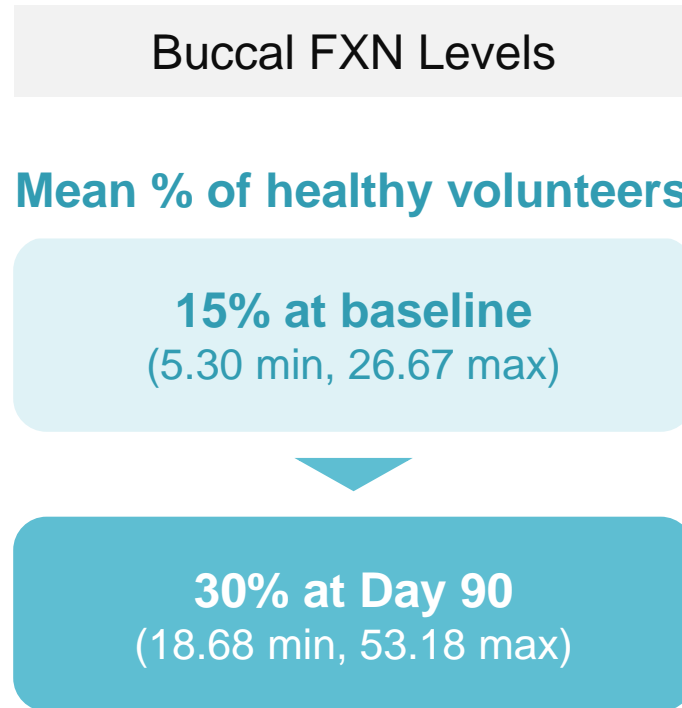 Buccal FXN Levels
Mean % of healthy volunteers
15% at baseline
(5.30 min, 26.67 max)
30% at Day 90
(18.68 min, 53.18 max)